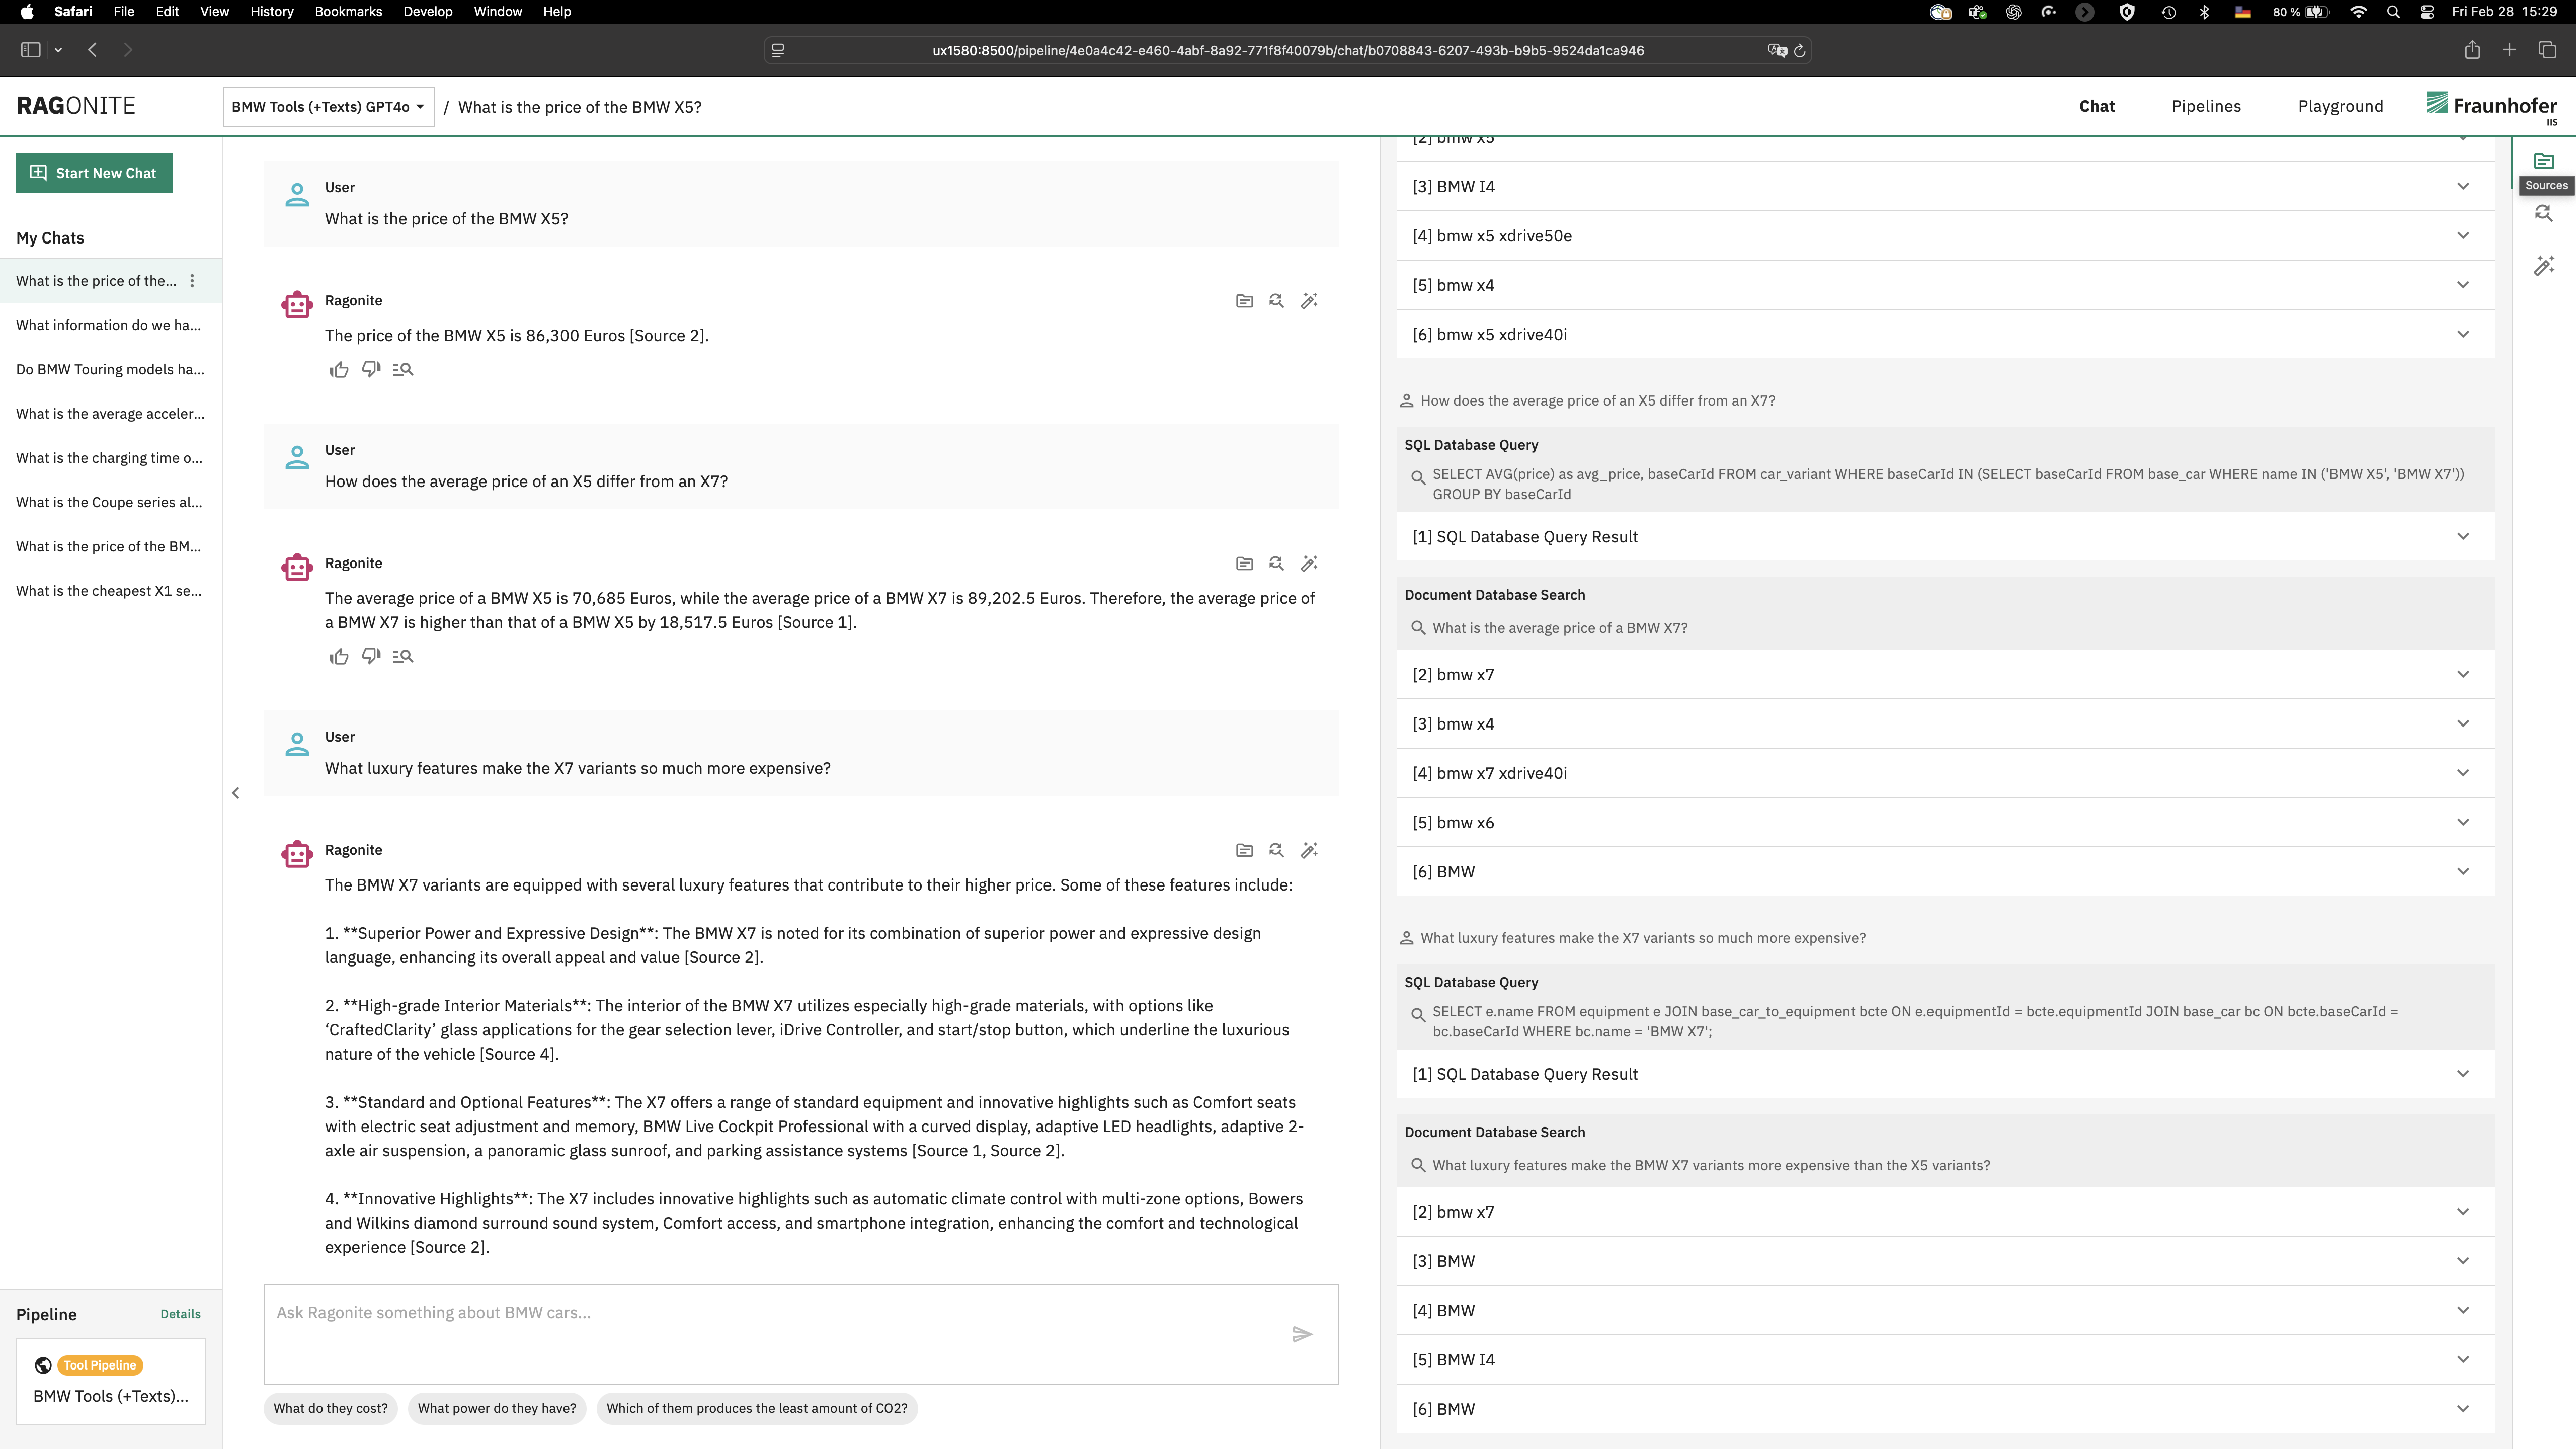 Safari File Edit View History Bookmarks Develop Window Help 80 % Fri Feb 28 15:29
ux1580:8500/pipeline/4e0a4c42-e460-4abf-8a92-771f8f40079b/chat/b0708843-6207-493b-b9b5-9524da1ca946
RAGONITE
BMW Tools (+Texts) GPT4o / What is the price of the BMW X5?
Chat Pipelines Playground
Fraunhofer
IIS
Start New Chat
My Chats
What is the price of the...
What information do we ha...
Do BMW Touring models ha...
What is the average acceler...
What is the charging time o...
What is the Coupe series al...
What is the price of the BM...
What is the cheapest X1 se...
Pipeline Details
Tool Pipeline
BMW Tools (+Texts)...
User
What is the price of the BMW X5?
Ragonite
The price of the BMW X5 is 86,300 Euros [Source 2].
User
How does the average price of an X5 differ from an X7?
Ragonite
The average price of a BMW X5 is 70,685 Euros, while the average price of a BMW X7 is 89,202.5 Euros. Therefore, the average price of
a BMW X7 is higher than that of a BMW X5 by 18,517.5 Euros [Source 1].
User
What luxury features make the X7 variants so much more expensive?
Ragonite
The BMW X7 variants are equipped with several luxury features that contribute to their higher price. Some of these features include:
1. **Superior Power and Expressive Design**: The BMW X7 is noted for its combination of superior power and expressive design
language, enhancing its overall appeal and value [Source 2].
2. **High-grade Interior Materials**: The interior of the BMW X7 utilizes especially high-grade materials, with options like
‘CraftedClarity’ glass applications for the gear selection lever, iDrive Controller, and start/stop button, which underline the luxurious
nature of the vehicle [Source 4].
3. **Standard and Optional Features**: The X7 offers a range of standard equipment and innovative highlights such as Comfort seats
with electric seat adjustment and memory, BMW Live Cockpit Professional with a curved display, adaptive LED headlights, adaptive 2-
axle air suspension, a panoramic glass sunroof, and parking assistance systems [Source 1, Source 2].
4. **Innovative Highlights**: The X7 includes innovative highlights such as automatic climate control with multi-zone options, Bowers
and Wilkins diamond surround sound system, Comfort access, and smartphone integration, enhancing the comfort and technological
experience [Source 2].
Ask Ragonite something about BMW cars...
What do they cost? What power do they have? Which of them produces the least amount of CO2?
[2] bmw x5
[3] BMW I4
[4] bmw x5 xdrive50e
[5] bmw x4
[6] bmw x5 xdrive40i
How does the average price of an X5 differ from an X7?
SQL Database Query
SELECT AVG(price) as avg_price, baseCarId FROM car_variant WHERE baseCarId IN (SELECT baseCarId FROM base_car WHERE name IN ('BMW X5', 'BMW X7'))
GROUP BY baseCarId
[1] SQL Database Query Result
Document Database Search
What is the average price of a BMW X7?
[2] bmw x7
[3] bmw x4
[4] bmw x7 xdrive40i
[5] bmw x6
[6] BMW
What luxury features make the X7 variants so much more expensive?
SQL Database Query
SELECT e.name FROM equipment e JOIN base_car_to_equipment bcte ON e.equipmentId = bcte.equipmentId JOIN base_car bc ON bcte.baseCarId =
bc.baseCarId WHERE bc.name = 'BMW X7';
[1] SQL Database Query Result
Document Database Search
What luxury features make the BMW X7 variants more expensive than the X5 variants?
[2] bmw x7
[3] BMW
[4] BMW
[5] BMW I4
[6] BMW
Sources